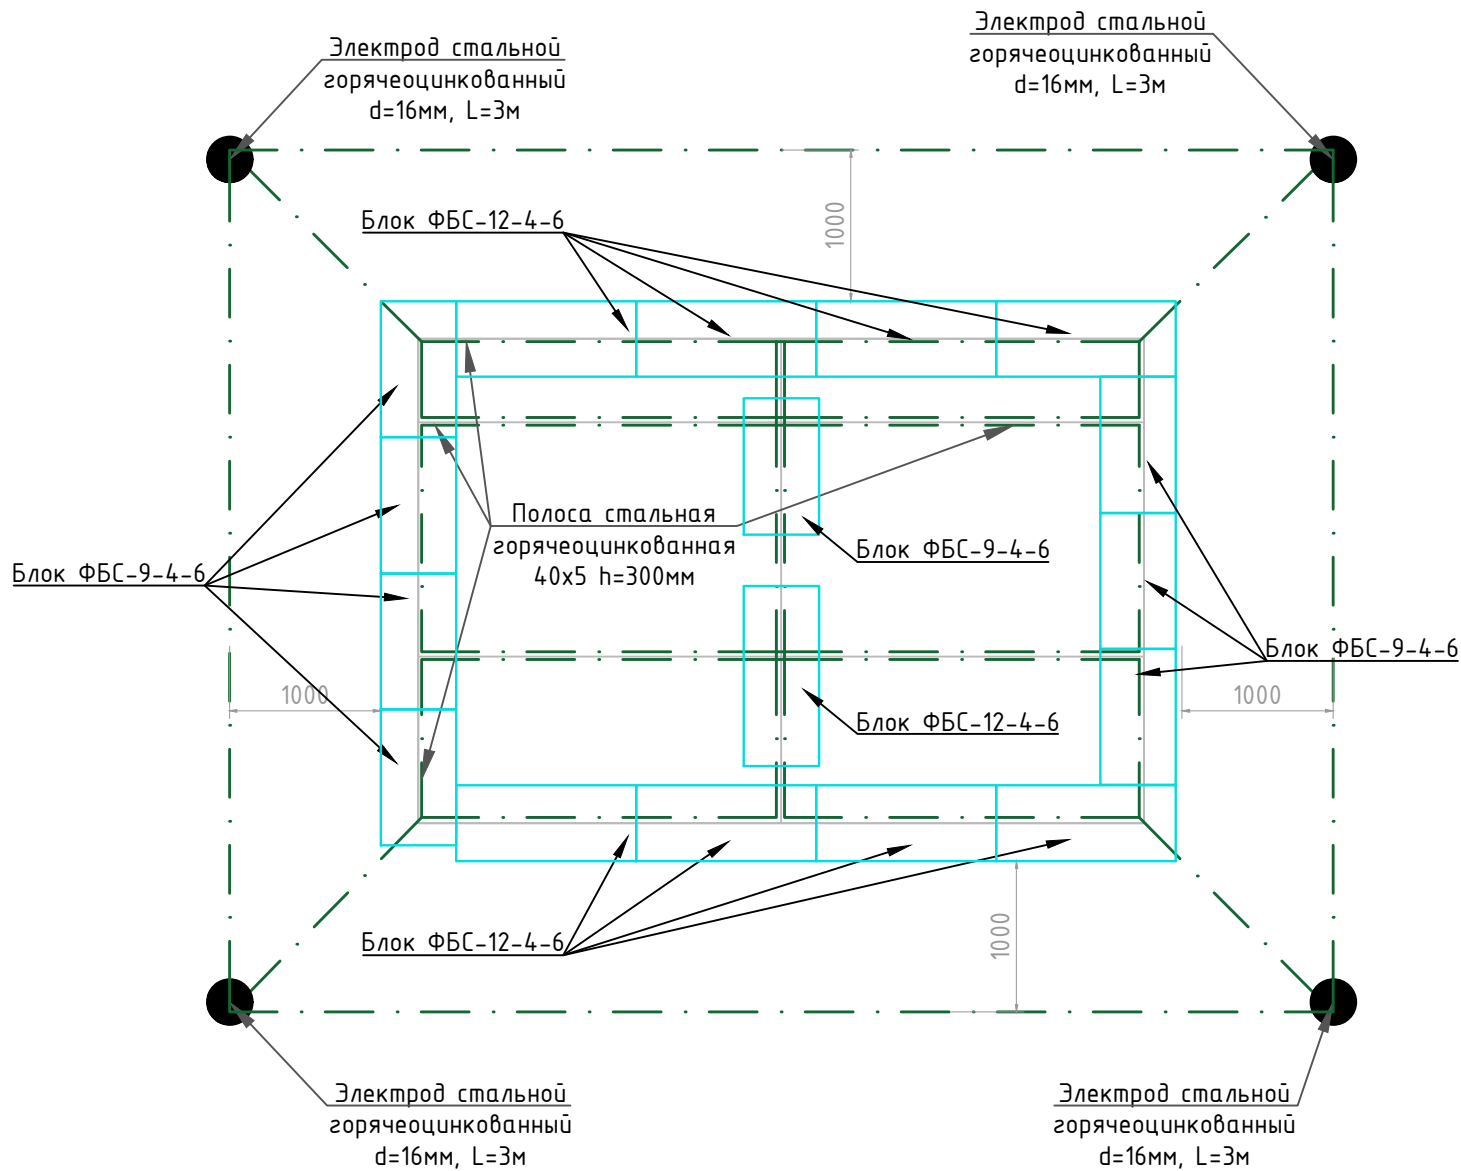 Электрод стальной
горячеоцинкованный
d=16мм, L=3м
Электрод стальной
горячеоцинкованный
d=16мм, L=3м
Блок ФБС-12-4-6
1000
Полоса стальная
горячеоцинкованная
40х5 h=300мм
Блок ФБС-9-4-6
Блок ФБС-9-4-6
Блок ФБС-9-4-6
1000
1000
Блок ФБС-12-4-6
Блок ФБС-12-4-6
1000
Электрод стальной
горячеоцинкованный
d=16мм, L=3м
Электрод стальной
горячеоцинкованный
d=16мм, L=3м